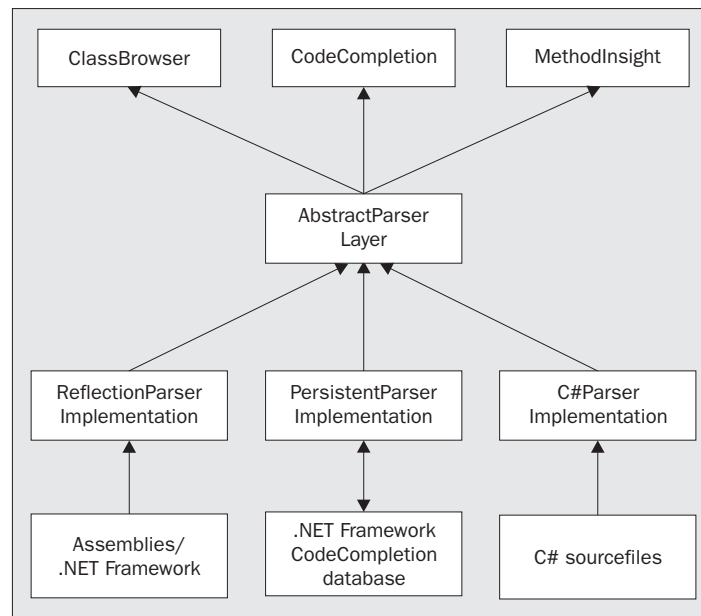 ClassBrowser
CodeCompletion
MethodInsight
AbstractParser
Layer
ReflectionParser
Implementation
PersistentParser
Implementation
C#Parser
Implementation
Assemblies/
.NET Framework
.NET Framework
CodeCompletion
database
C# sourcefiles